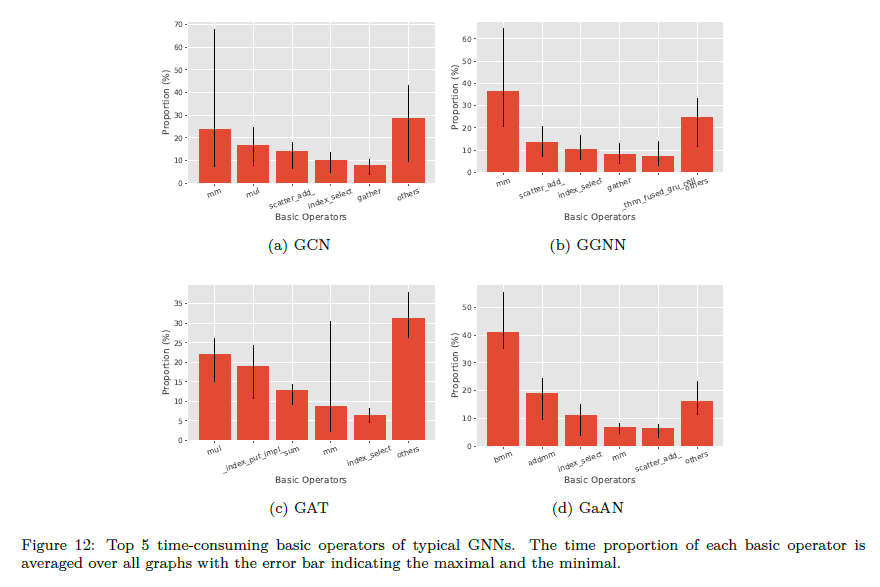 70
60
50
40
30
20
10
0
Proportion (%)
mm
mul
scatter_add_
index_select
gather
others
Basic Operators
(a) GCN
60
50
40
30
20
10
0
Proportion (%)
mm
scatter_add_
index_select
gather
_thnn_fused_gru_cell
others
Basic Operators
(b) GGNN
35
30
25
20
15
10
5
0
Proportion (%)
mul
_index_put_impl_
sum
mm
index_select
others
Basic Operators
(c) GAT
50
40
30
20
10
0
Proportion (%)
bmm
addmm
index_select
mm
scatter_add_
others
Basic Operators
(d) GaAN
Figure 12: Top 5 time-consuming basic operators of typical GNNs. The time proportion of each basic operator is
averaged over all graphs with the error bar indicating the maximal and the minimal.